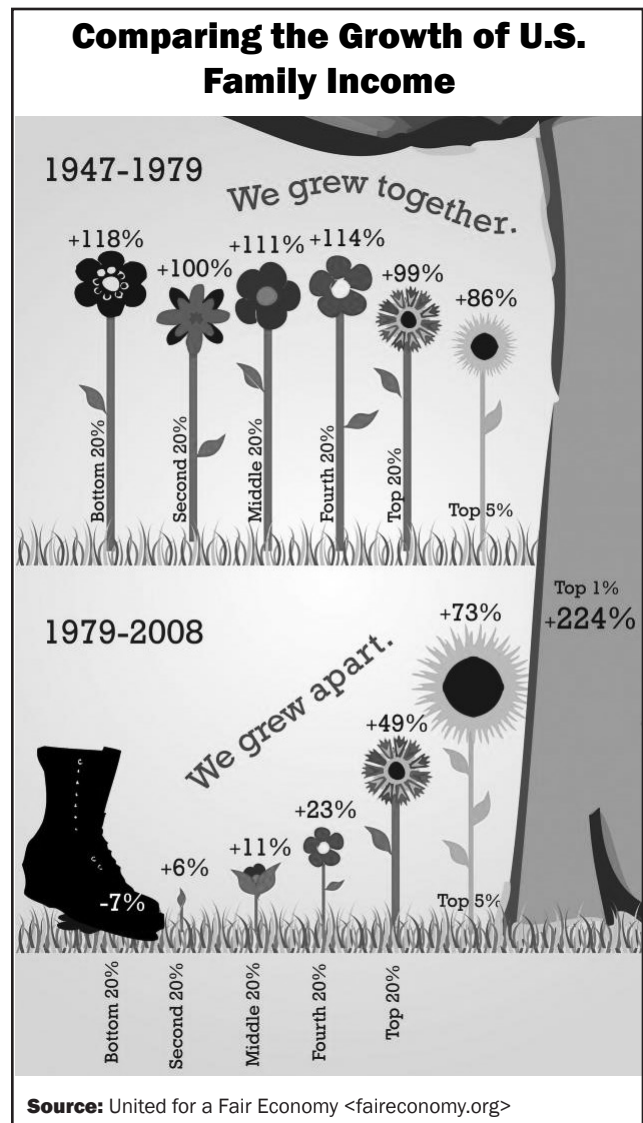 Comparing the Growth of U.S.
Family Income
1947-1979
We grew together.
+118%
+100%
+111%
+114%
+99%
+86%
Bottom 20%
Second 20%
Middle 20%
Fourth 20%
Top 20%
Top 5%
Top 1%
+224%
1979-2008
We grew apart.
-7%
+6%
+11%
+23%
+49%
+73%
Top 5%
Bottom 20%
Second 20%
Middle 20%
Fourth 20%
Top 20%
Source: United for a Fair Economy <faireconomy.org>